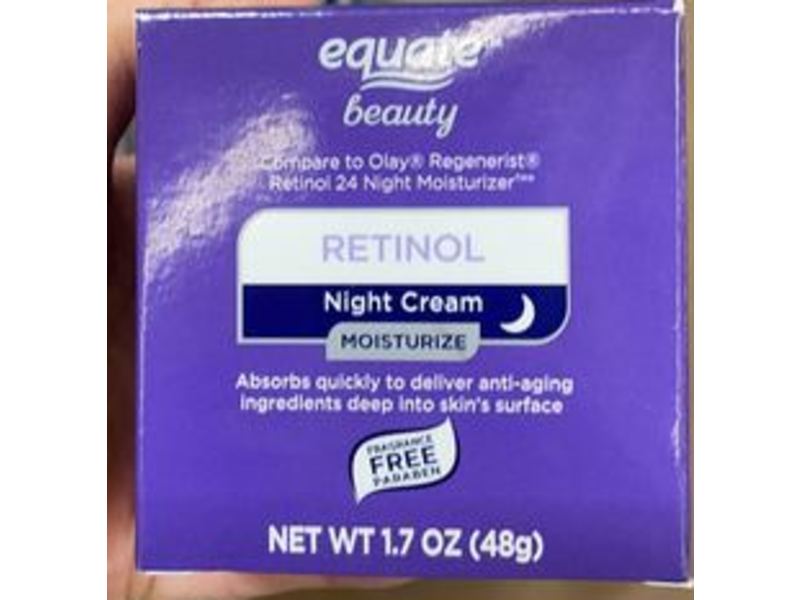 equate
beauty
Compare to Olay® Regenerist®
Retinol 24 Night Moisturizer
RETINOL
Night Cream
MOISTURIZE
Absorbs quickly to deliver anti-aging
ingredients deep into skin's surface
FRAGRANCE
FREE
PARABEN
NET WT 1.7 OZ (48g)